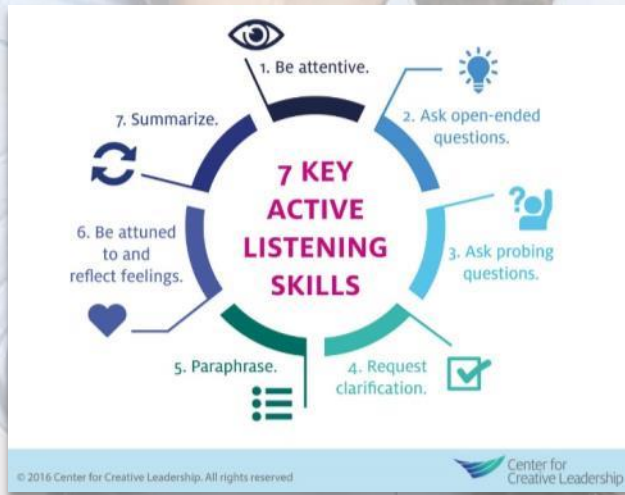 7 KEY
ACTIVE
LISTENING
SKILLS
1. Be attentive.
2. Ask open-ended
questions.
3. Ask probing
questions.
4. Request
clarification.
5. Paraphrase.
6. Be attuned
to and
reflect feelings.
7. Summarize.
© 2016 Center for Creative Leadership. All rights reserved
Center for
Creative Leadership